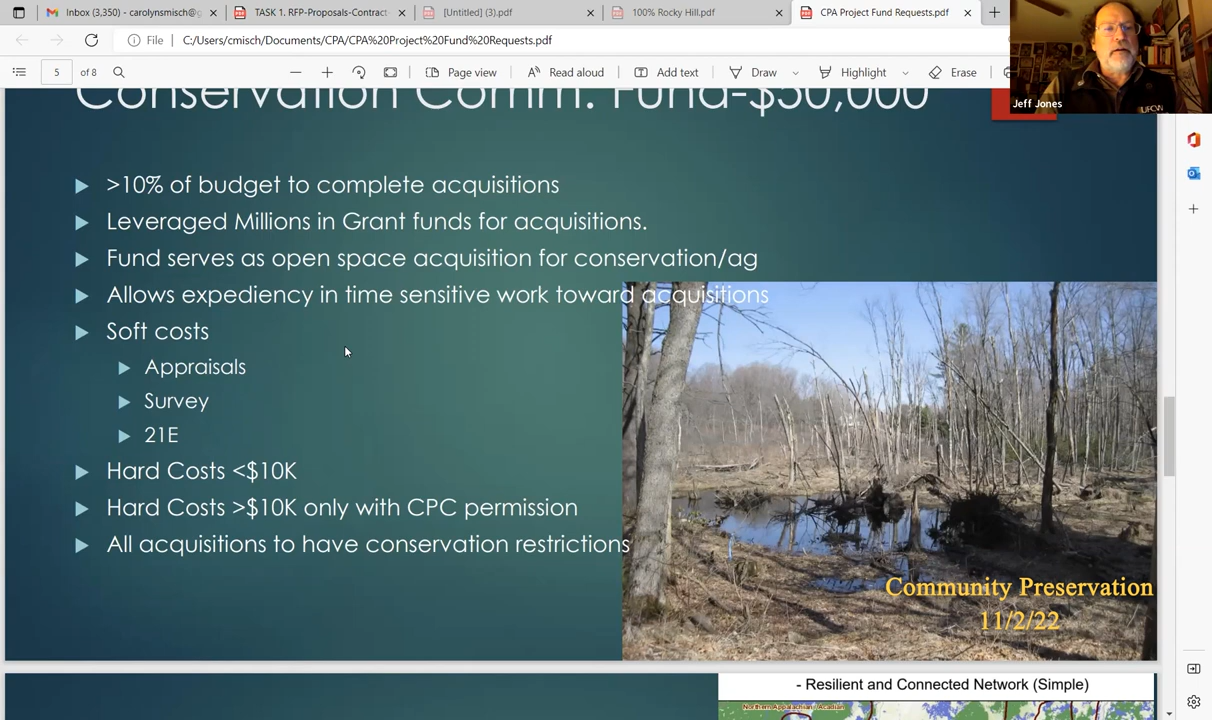 Inbox (3,350) - carolynsmisch@g
TASK 1. RFP-Proposals-Contract-
[Untitled] (3).pdf
100% Rocky Hill.pdf
CPA Project Fund Requests.pdf
File
C:/Users/cmisch/Documents/CPA/CPA%20Project%20Fund%20Requests.pdf
5 of 8
Page view
Read aloud
Add text
Draw
Highlight
Erase
Jeff Jones
UFCW
Conservation Comm. Fund-$50,000
>10% of budget to complete acquisitions
Leveraged Millions in Grant funds for acquisitions.
Fund serves as open space acquisition for conservation/ag
Allows expediency in time sensitive work toward acquisitions
Soft costs
Appraisals
Survey
21E
Hard Costs <$10K
Hard Costs >$10K only with CPC permission
All acquisitions to have conservation restrictions
Community Preservation
11/2/22
- Resilient and Connected Network (Simple)
Northern Appalachian / Acadian